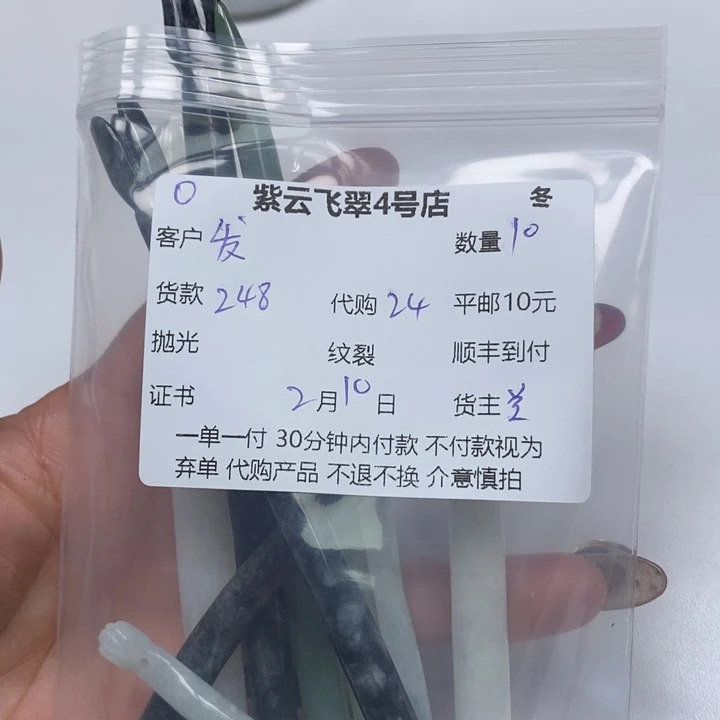 O 紫云飞翠4号店 冬
客户 发 数量 10
货款 248 代购 24 平邮10元
抛光 纹裂 顺丰到付
证书 2月10日 货主 兰
一单一付 30分钟内付款 不付款视为
弃单 代购产品 不退不换 介意慎拍